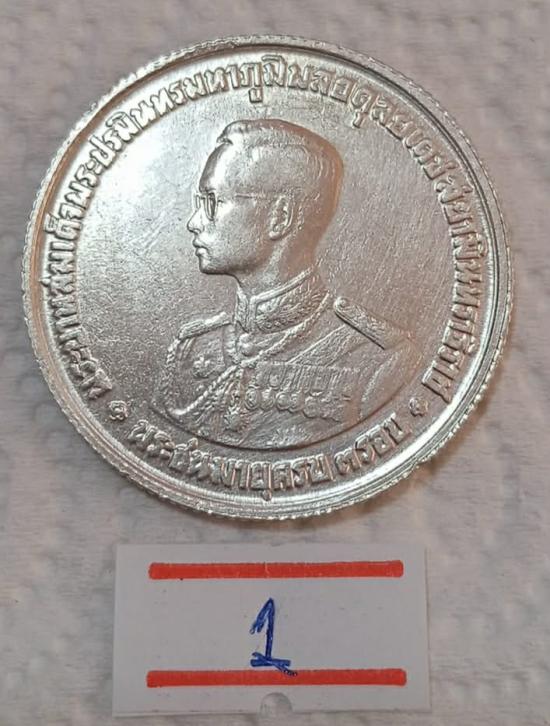 พระบาทสมเด็จพระปรมินทรมหาภูมิพลอดุลยเดชสยามินทราธิราช
พระชนมายุครบ ๓ รอบ
1